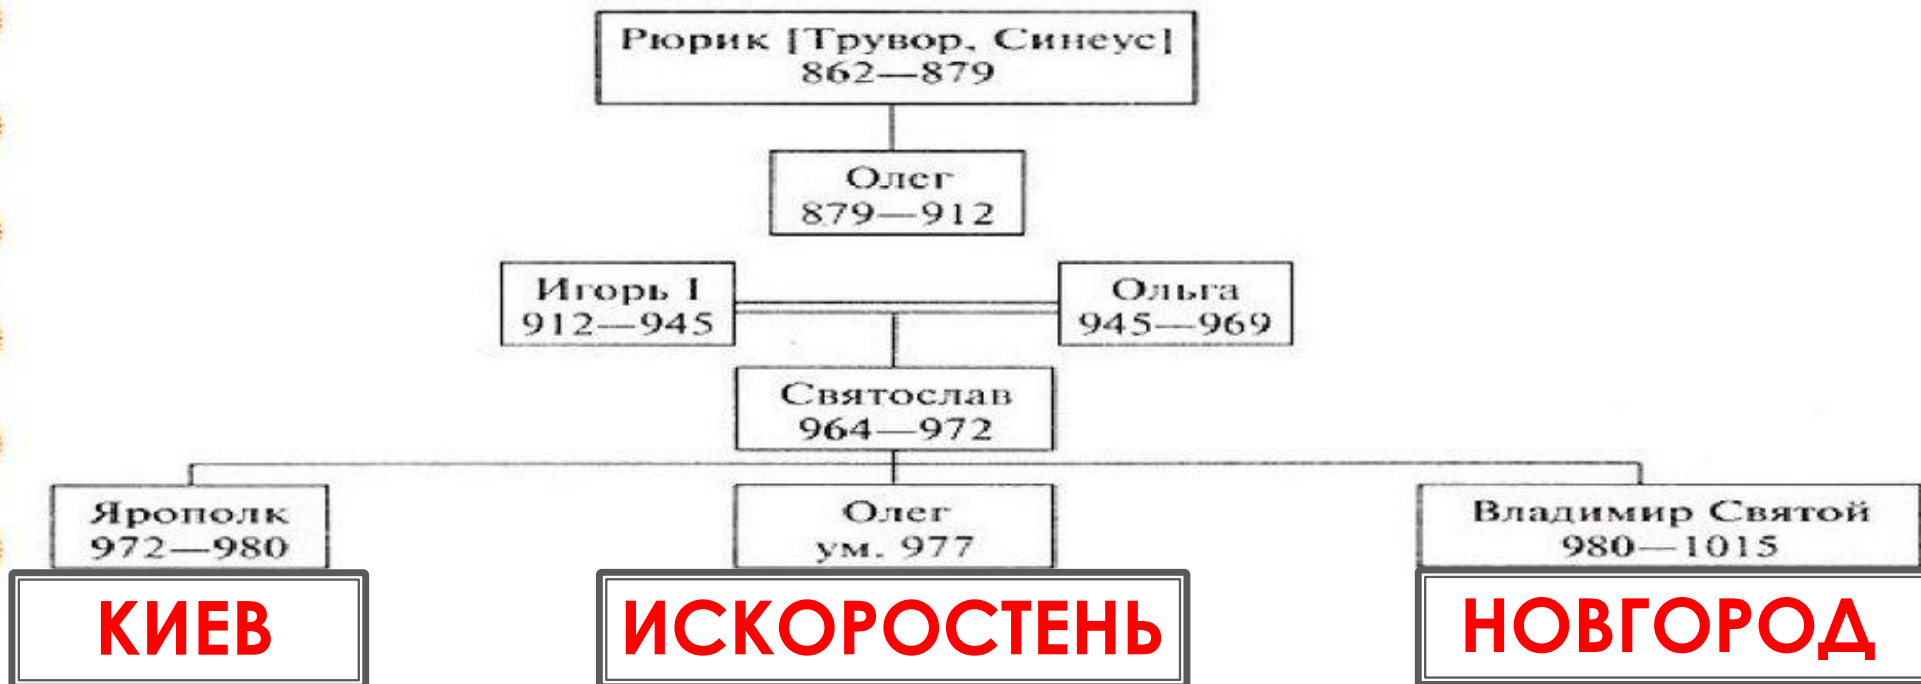 Рюрик [Трувор, Синеус]
862—879
Олег
879—912
Игорь I
912—945
Ольга
945—969
Святослав
964—972
Ярополк
972—980
Олег
ум. 977
Владимир Святой
980—1015
КИЕВ
ИСКОРОСТЕНЬ
НОВГОРОД